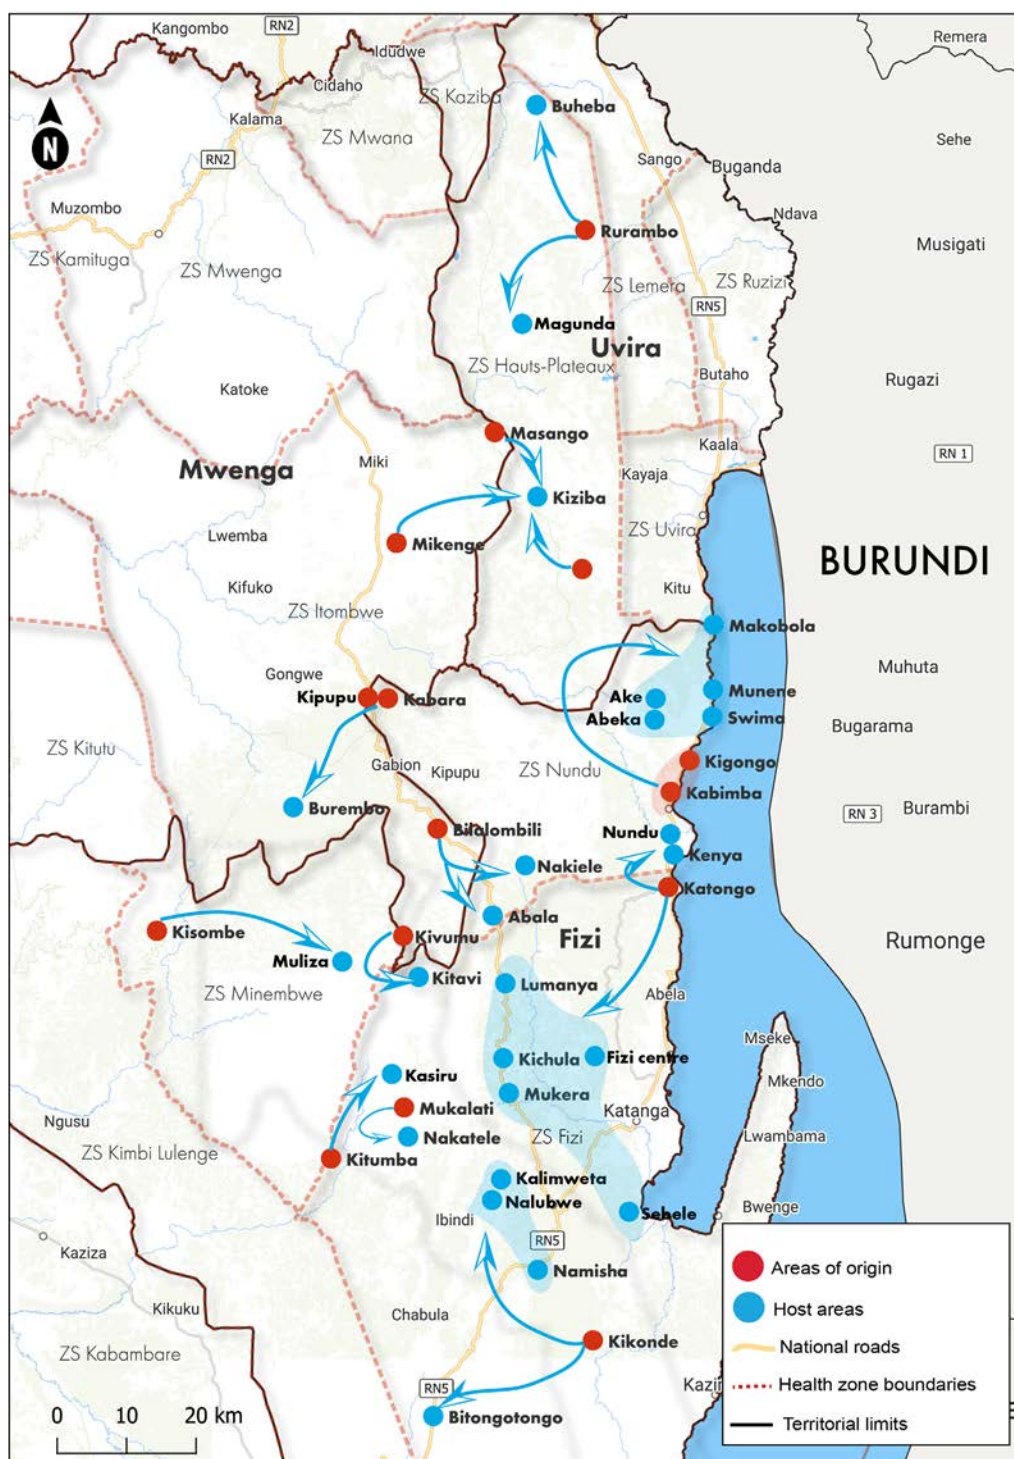 Kangombo
RN2
Remera
Idudwe
Cidaho
ZS Kaziba
Buheba
Kalama
N
ZS Mwana
Sehe
RN2
Sango
Buganda
Muzombo
Ndava
Rurambo
Musigati
ZS Kamituga
ZS Mwenga
ZS Lemera
ZS Ruzizi
RN5
Magunda
Uvira
ZS Hauts-Plateaux
Butaho
Rugazi
Katoke
Masango
Kaala
RN 1
Mwenga
Miki
Kayaja
Kiziba
ZS Uvira
Lwemba
Mikenge
BURUNDI
Kifuko
Kitu
ZS Itombwe
Makobola
Gongwe
Muhuta
Kipupu
Kabara
Ake
Munene
Abeka
Swima
Bugarama
ZS Kitutu
Gabion
Kipupu
ZS Nundu
Kigongo
Kabimba
Burembo
RN 3
Burambi
Bilalombili
Nundu
Kenya
Nakiele
Katongo
Abala
Kisombe
Kivumu
Fizi
Rumonge
Muliza
Kitavi
Lumanya
ZS Minembwe
Abela
Mseke
Kichula
Fizi centre
Kasiru
Mkendo
Mukera
Mukalati
Katanga
Ngusu
Nakatele
ZS Fizi
Lwambama
ZS Kimbi Lulenge
Kitumba
Kalimweta
Nalubwe
Sebele
Bwenge
Ibindi
Kaziza
RN5
Namisha
Areas of origin
Kikuku
Chabula
Host areas
Kikonde
National roads
ZS Kabambare
RN5
Health zone boundaries
Bitongotongo
Territorial limits
0 10 20 km